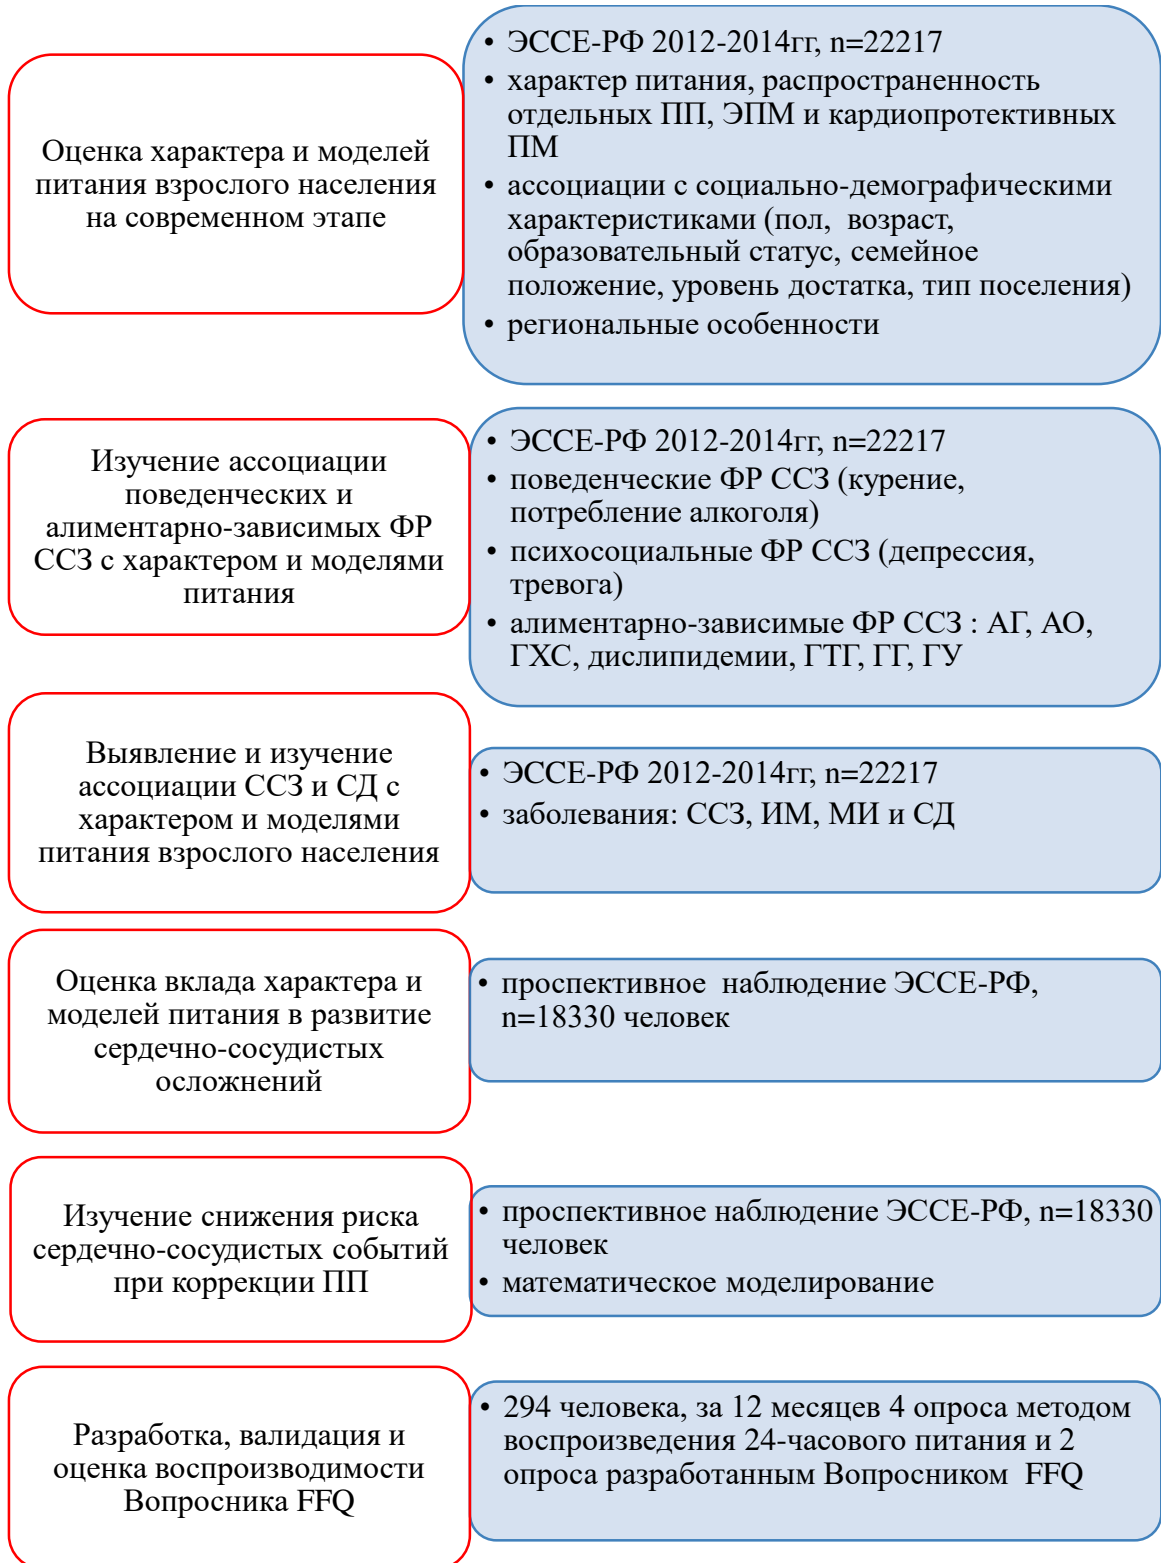 Оценка характера и моделей
питания взрослого населения
на современном этапе
• ЭССЕ-РФ 2012-2014гг, n=22217
• характер питания, распространенность
отдельных ПП, ЭПМ и кардиопротективных
ПМ
• ассоциации с социально-демографическими
характеристиками (пол, возраст,
образовательный статус, семейное
положение, уровень достатка, тип поселения)
• региональные особенности
Изучение ассоциации
поведенческих и
алиментарно-зависимых ФР
ССЗ с характером и моделями
питания
• ЭССЕ-РФ 2012-2014гг, n=22217
• поведенческие ФР ССЗ (курение,
потребление алкоголя)
• психосоциальные ФР ССЗ (депрессия,
тревога)
• алиментарно-зависимые ФР ССЗ : АГ, АО,
ГХС, дислипидемии, ГТГ, ГГ, ГУ
Выявление и изучение
ассоциации ССЗ и СД с
характером и моделями
питания взрослого населения
• ЭССЕ-РФ 2012-2014гг, n=22217
• заболевания: ССЗ, ИМ, МИ и СД
Оценка вклада характера и
моделей питания в развитие
сердечно-сосудистых
осложнений
• проспективное наблюдение ЭССЕ-РФ,
n=18330 человек
Изучение снижения риска
сердечно-сосудистых событий
при коррекции ПП
• проспективное наблюдение ЭССЕ-РФ, n=18330
человек
• математическое моделирование
Разработка, валидация и
оценка воспроизводимости
Вопросника FFQ
• 294 человека, за 12 месяцев 4 опроса методом
воспроизведения 24-часового питания и 2
опроса разработанным Вопросником FFQ